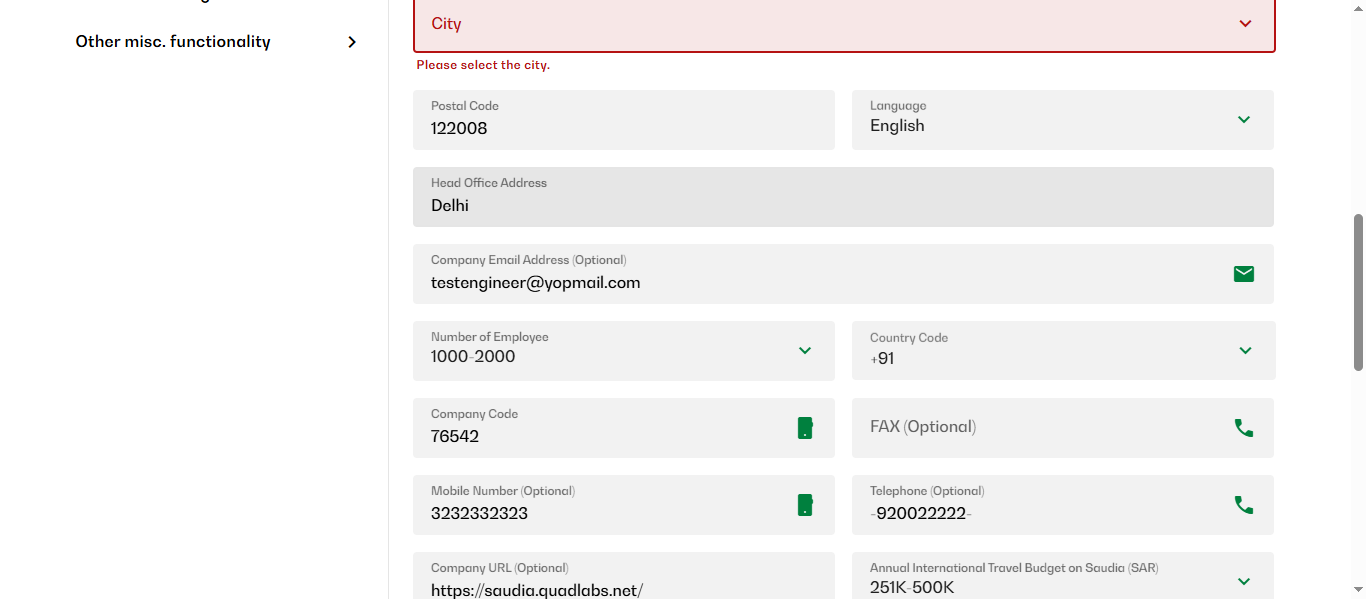 Other misc. functionality
City
Please select the city.
Postal Code
122008
Language
English
Head Office Address
Delhi
Company Email Address (Optional)
testengineer@yopmail.com
Number of Employee
1000-2000
Country Code
+91
Company Code
76542
FAX (Optional)
Mobile Number (Optional)
3232332323
Telephone (Optional)
-920022222-
Company URL (Optional)
https://saudia.quadlabs.net/
Annual International Travel Budget on Saudia (SAR)
251K-500K